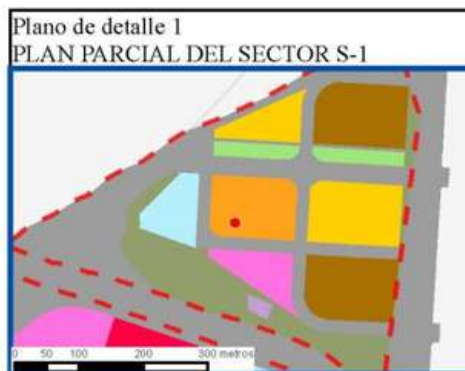 Plano de detalle 1
PLAN PARCIAL DEL SECTOR S-1
0 50 100 200 300 metros